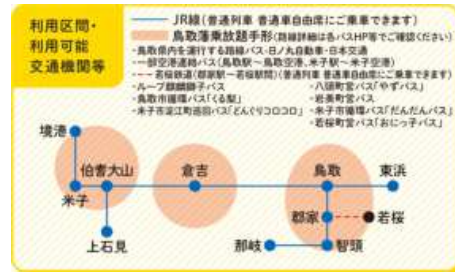 利用区間・
利用可能
交通機関等
JR線(普通列車 普通車自由席にご乗車できます)
鳥取藩乗放題手形(路線詳細は各バスHP等でご確認ください)
・鳥取県内を運行する路線バス-日ノ丸自動車・日本交通
・一部空港連絡バス(鳥取駅〜鳥取空港、米子駅〜米子空港)
若桜鉄道(郡家駅〜若桜駅間)(普通列車 普通車自由席にご乗車できます)
・ループ麒麟獅子バス ・八頭町営バス「やずバス」
・鳥取市循環バス「くる梨」 ・岩美町営バス
・米子市淀江町巡回バス「どんぐりコロコロ」 ・米子市循環バス「だんだんバス」
・若桜町営バス「おにっ子バス」
境港
伯耆大山 倉吉 鳥取 東浜
米子
郡家 若桜
上石見 那岐 智頭